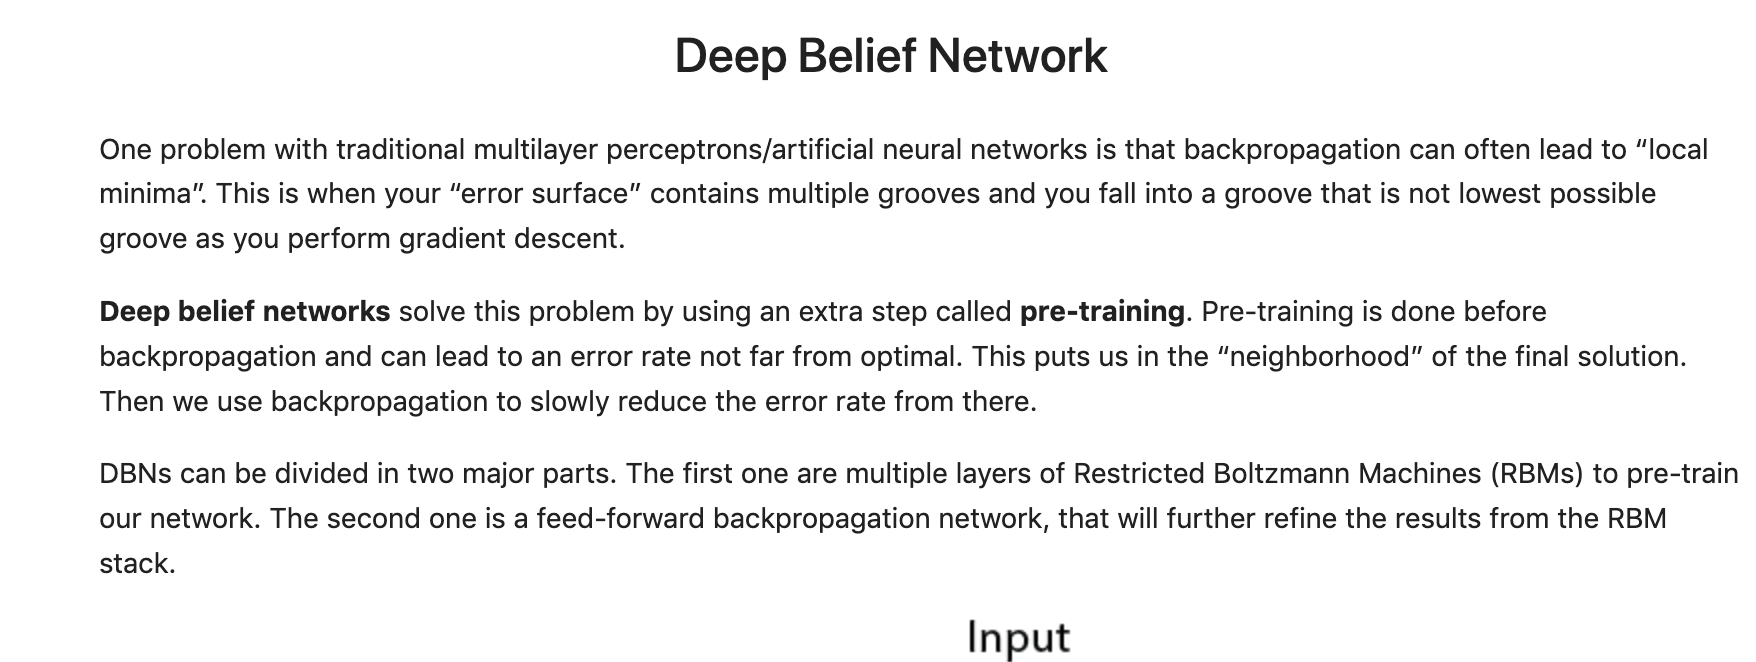 Deep Belief Network
One problem with traditional multilayer perceptrons/artificial neural networks is that backpropagation can often lead to “local
minima”. This is when your “error surface” contains multiple grooves and you fall into a groove that is not lowest possible
groove as you perform gradient descent.
Deep belief networks solve this problem by using an extra step called pre-training. Pre-training is done before
backpropagation and can lead to an error rate not far from optimal. This puts us in the “neighborhood” of the final solution.
Then we use backpropagation to slowly reduce the error rate from there.
DBNs can be divided in two major parts. The first one are multiple layers of Restricted Boltzmann Machines (RBMs) to pre-train
our network. The second one is a feed-forward backpropagation network, that will further refine the results from the RBM
stack.
Input